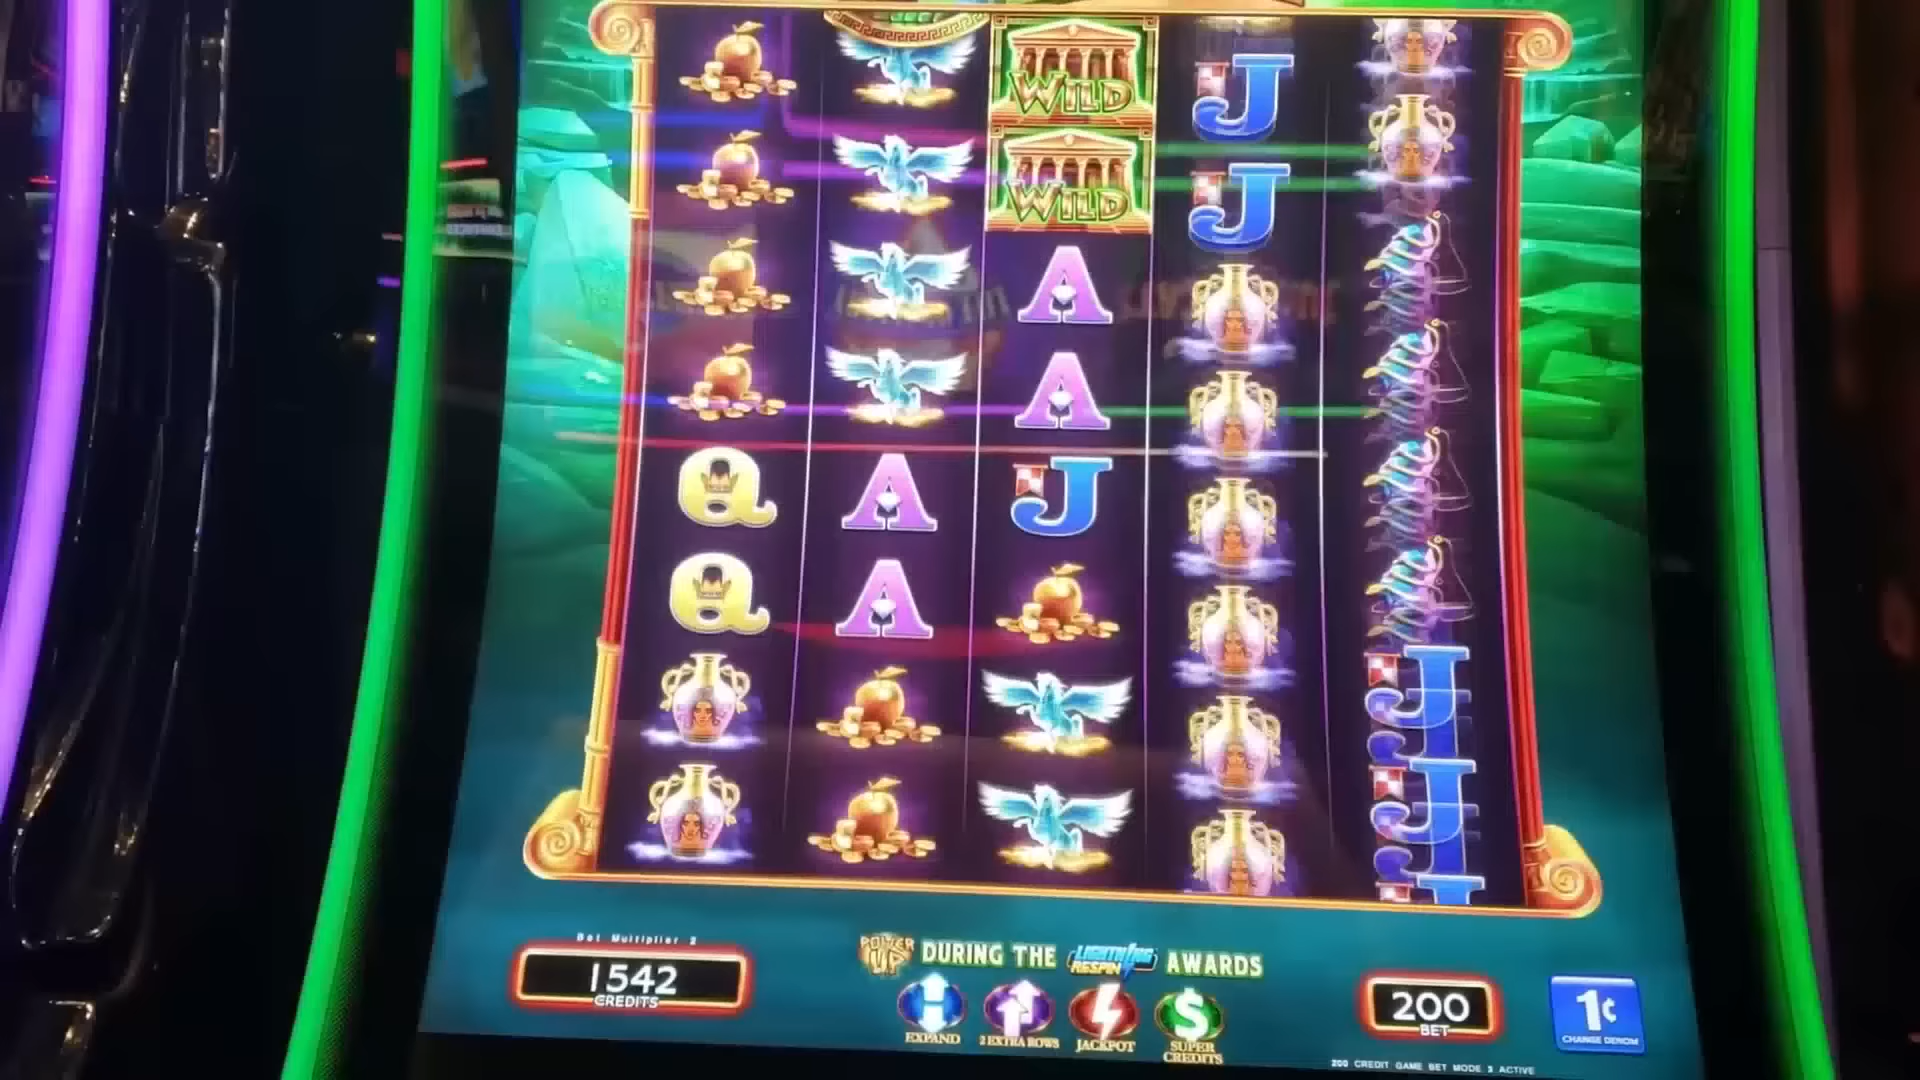 WILD
J
WILD
J
A
A
Q
A
J
Q
A
J
J
Bet Multiplier 2
1542
CREDITS
POWER UP DURING THE LIGHTNING RESPIN AWARDS
EXPAND
2 EXTRA ROWS
JACKPOT
SUPER CREDITS
200
BET
1¢
CHANGE DENOM
200 CREDIT GAME BET MODE 3 ACTIVE